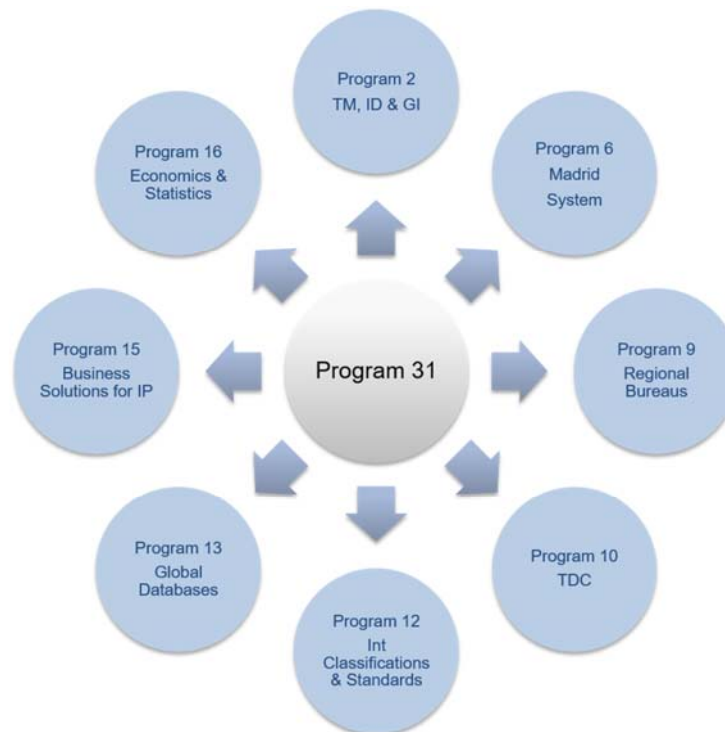 Program 2
TM, ID & GI
Program 6
Madrid
System
Program 9
Regional
Bureaus
Program 10
TDC
Program 12
Int
Classifications
& Standards
Program 13
Global
Databases
Program 15
Business
Solutions for IP
Program 16
Economics &
Statistics
Program 31